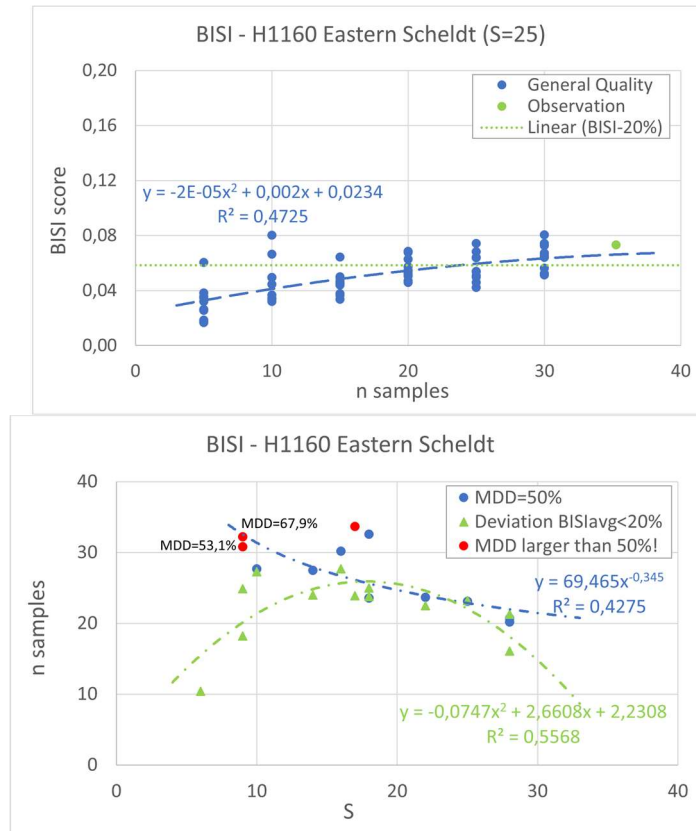 BISI - H1160 Eastern Scheldt (S=25)
0,20
0,16
0,12
0,08
0,04
0,00
BISI score
General Quality
Observation
Linear (BISI-20%)
y = -2E-05x² + 0,002x + 0,0234
R² = 0,4725
0 10 20 30 40
n samples
BISI - H1160 Eastern Scheldt
40
30
20
10
0
n samples
MDD=50%
Deviation BISIavg<20%
MDD larger than 50%!
MDD=67,9%
MDD=53,1%
y = 69,465x^-0,345
R² = 0,4275
y = -0,0747x² + 2,6608x + 2,2308
R² = 0,5568
0 10 20 30 40
S